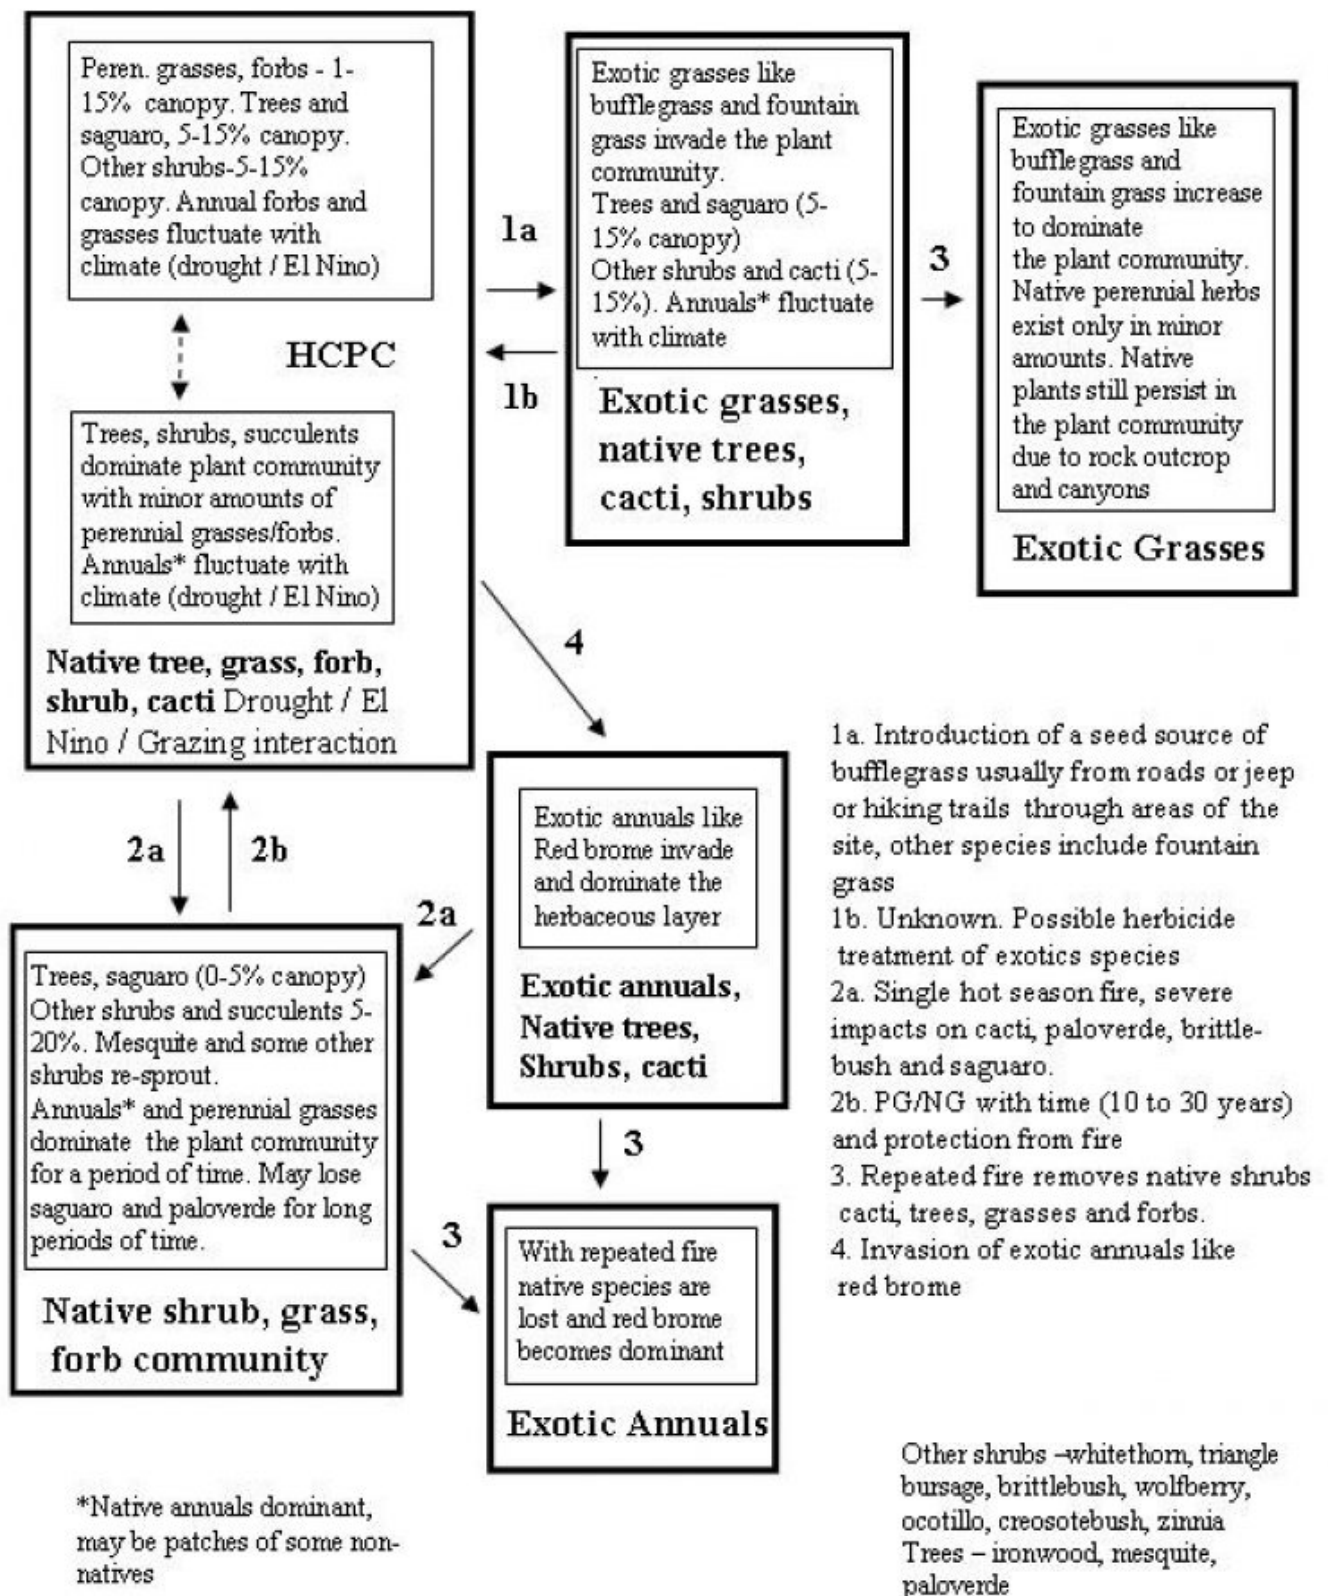 Peren. grasses, forbs - 1-
15% canopy. Trees and
saguaro, 5-15% canopy.
Other shrubs-5-15%
canopy. Annual forbs and
grasses fluctuate with
climate (drought / El Nino)
HCPC
Trees, shrubs, succulents
dominate plant community
with minor amounts of
perennial grasses/forbs.
Annuals* fluctuate with
climate (drought / El Nino)
Native tree, grass, forb,
shrub, cacti Drought / El
Nino / Grazing interaction
1a
1b
Exotic grasses like
bufflegrass and fountain
grass invade the plant
community.
Trees and saguaro (5-
15% canopy)
Other shrubs and cacti (5-
15%). Annuals* fluctuate
with climate
Exotic grasses,
native trees,
cacti, shrubs
3
Exotic grasses like
bufflegrass and
fountain grass increase
to dominate
the plant community.
Native perennial herbs
exist only in minor
amounts. Native
plants still persist in
the plant community
due to rock outcrop
and canyons
Exotic Grasses
4
2a
2b
Exotic annuals like
Red brome invade
and dominate the
herbaceous layer
Exotic annuals,
Native trees,
Shrubs, cacti
2a
3
Trees, saguaro (0-5% canopy)
Other shrubs and succulents 5-
20%. Mesquite and some other
shrubs re-sprout.
Annuals* and perennial grasses
dominate the plant community
for a period of time. May lose
saguaro and paloverde for long
periods of time.
Native shrub, grass,
forb community
3
With repeated fire
native species are
lost and red brome
becomes dominant
Exotic Annuals
1a. Introduction of a seed source of
bufflegrass usually from roads or jeep
or hiking trails through areas of the
site, other species include fountain
grass
1b. Unknown. Possible herbicide
treatment of exotics species
2a. Single hot season fire, severe
impacts on cacti, paloverde, brittle-
bush and saguaro.
2b. PG/NG with time (10 to 30 years)
and protection from fire
3. Repeated fire removes native shrubs
cacti, trees, grasses and forbs.
4. Invasion of exotic annuals like
red brome
*Native annuals dominant,
may be patches of some non-
natives
Other shrubs –whitethorn, triangle
bursage, brittlebush, wolfberry,
ocotillo, creosotebush, zinnia
Trees – ironwood, mesquite,
paloverde